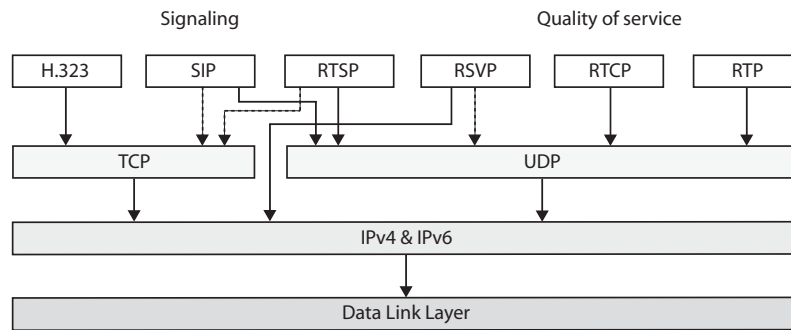 Signaling
Quality of service
H.323
SIP
RTSP
RSVP
RTCP
RTP
TCP
UDP
IPv4 & IPv6
Data Link Layer